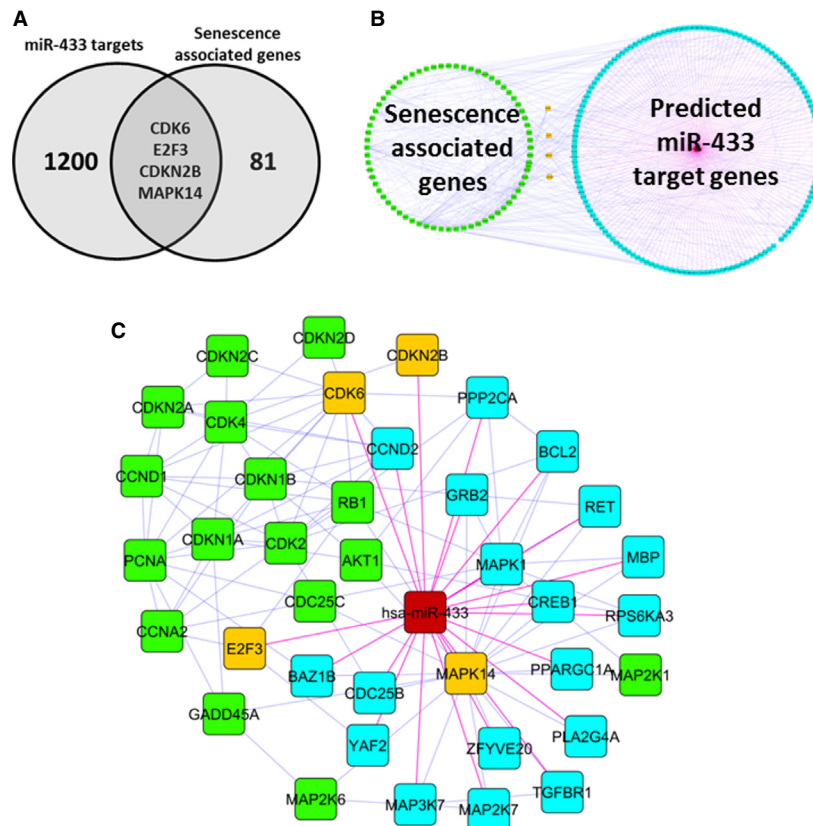 A
miR-433 targets
Senescence
associated genes
1200
CDK6
E2F3
CDKN2B
MAPK14
81
B
Senescence
associated
genes
Predicted
miR-433
target genes
C
CDKN2D
CDKN2C
CDKN2B
CDK6
PPP2CA
CDKN2A
CDK4
CCND2
BCL2
CCND1
CDKN1B
GRB2
RB1
RET
CDKN1A
CDK2
PCNA
AKT1
MAPK1
MBP
CDC25C
CREB1
hsa-miR-433
RPS6KA3
CCNA2
E2F3
BAZ1B
MAPK14
PPARGC1A
MAP2K1
CDC25B
GADD45A
YAF2
ZFYVE20
PLA2G4A
MAP2K6
MAP3K7
MAP2K7
TGFBR1